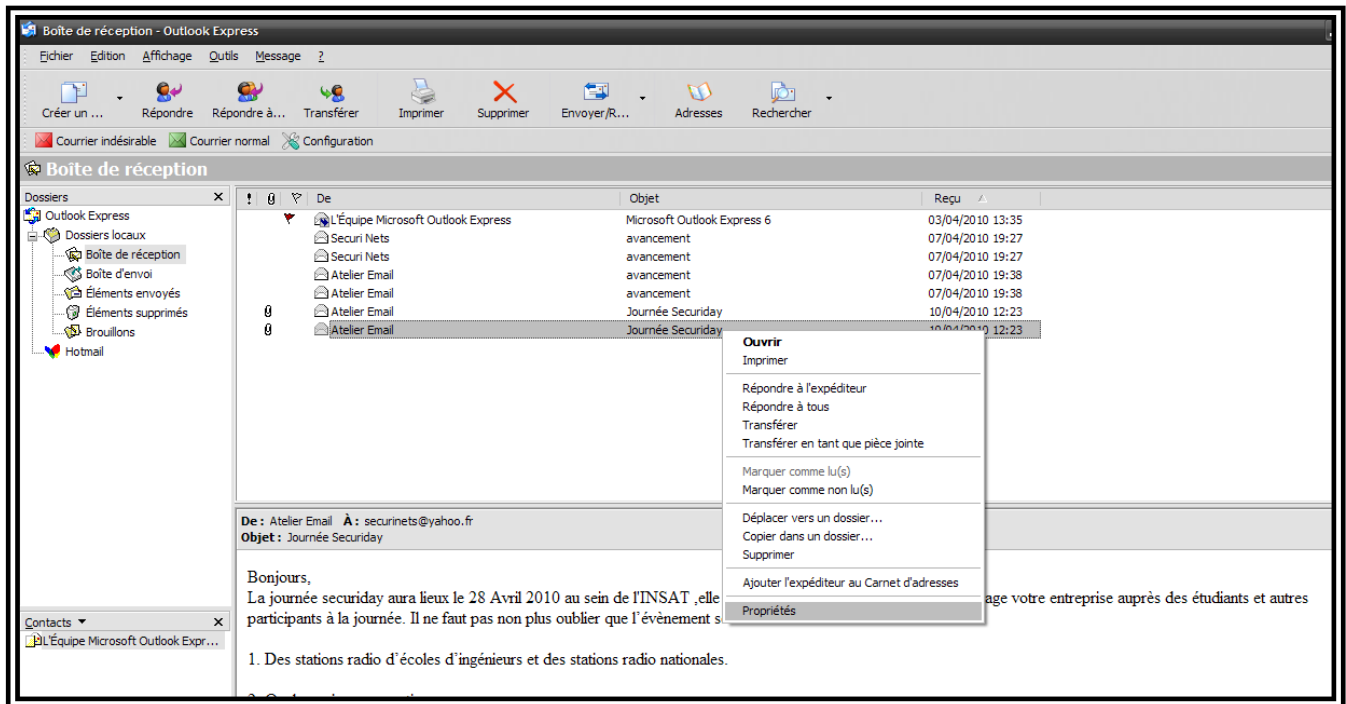 Boîte de réception - Outlook Express
Fichier Edition Affichage Outils Message ?
Créer un ... Répondre Répondre à... Transférer Imprimer Supprimer Envoyer/R... Adresses Rechercher
Courrier indésirable Courrier normal Configuration
Boîte de réception
Dossiers
Outlook Express
Dossiers locaux
Boîte de réception
Boîte d'envoi
Éléments envoyés
Éléments supprimés
Brouillons
Hotmail
Contacts
L'Équipe Microsoft Outlook Expr...
! De Objet Reçu
L'Équipe Microsoft Outlook Express Microsoft Outlook Express 6 03/04/2010 13:35
Securi Nets avancement 07/04/2010 19:27
Securi Nets avancement 07/04/2010 19:27
Atelier Email avancement 07/04/2010 19:38
Atelier Email avancement 07/04/2010 19:38
Atelier Email Journée Securiday 10/04/2010 12:23
Atelier Email Journée Securiday 10/04/2010 12:23
Ouvrir
Imprimer
Répondre à l'expéditeur
Répondre à tous
Transférer
Transférer en tant que pièce jointe
Marquer comme lu(s)
Marquer comme non lu(s)
Déplacer vers un dossier...
Copier dans un dossier...
Supprimer
Ajouter l'expéditeur au Carnet d'adresses
Propriétés
De : Atelier Email À : securinets@yahoo.fr
Objet : Journée Securiday
Bonjours,
La journée securiday aura lieux le 28 Avril 2010 au sein de l'INSAT ,elle age votre entreprise auprès des étudiants et autres
participants à la journée. Il ne faut pas non plus oublier que l'évènement s
1. Des stations radio d'écoles d'ingénieurs et des stations radio nationales.